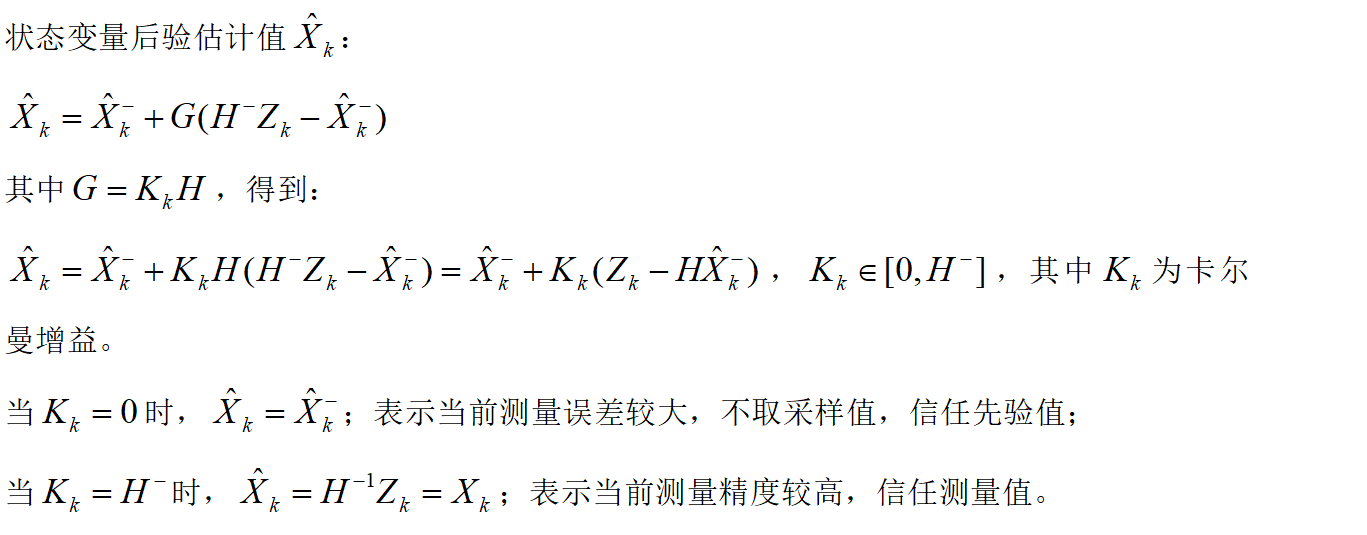 状态变量后验估计值 $\hat{X}_k$：
$\hat{X}_k = \hat{X}_k^- + G(H^- Z_k - \hat{X}_k^-)$
其中 $G = K_k H$，得到：
$\hat{X}_k = \hat{X}_k^- + K_k H(H^- Z_k - \hat{X}_k^-) = \hat{X}_k^- + K_k(Z_k - H\hat{X}_k^-)$，$K_k \in [0, H^-]$，其中 $K_k$ 为卡尔
曼增益。
当 $K_k = 0$ 时，$\hat{X}_k = \hat{X}_k^-$；表示当前测量误差较大，不取采样值，信任先验值；
当 $K_k = H^-$ 时，$\hat{X}_k = H^{-1} Z_k = X_k$；表示当前测量精度较高，信任测量值。